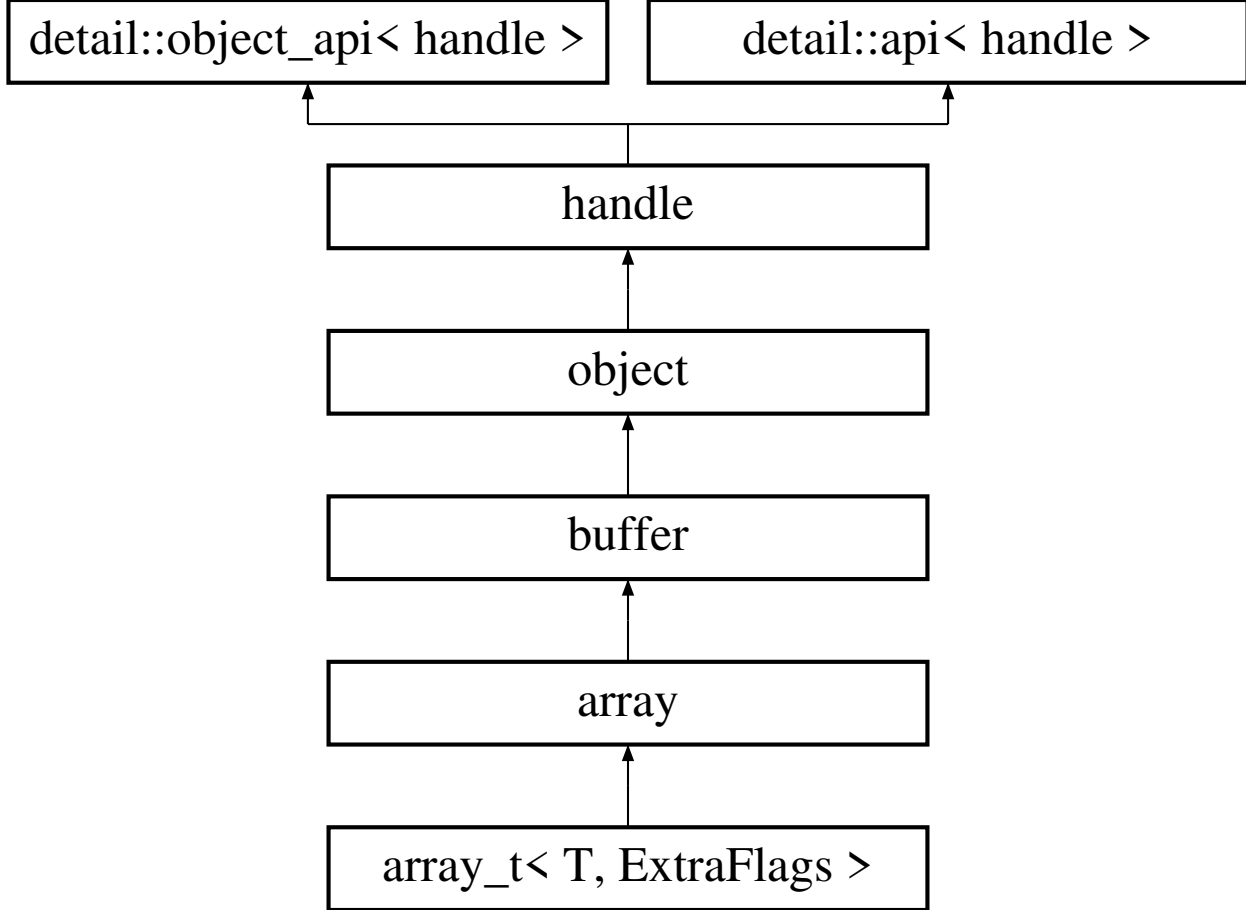 detail::object_api< handle >
detail::api< handle >
handle
object
buffer
array
array_t< T, ExtraFlags >